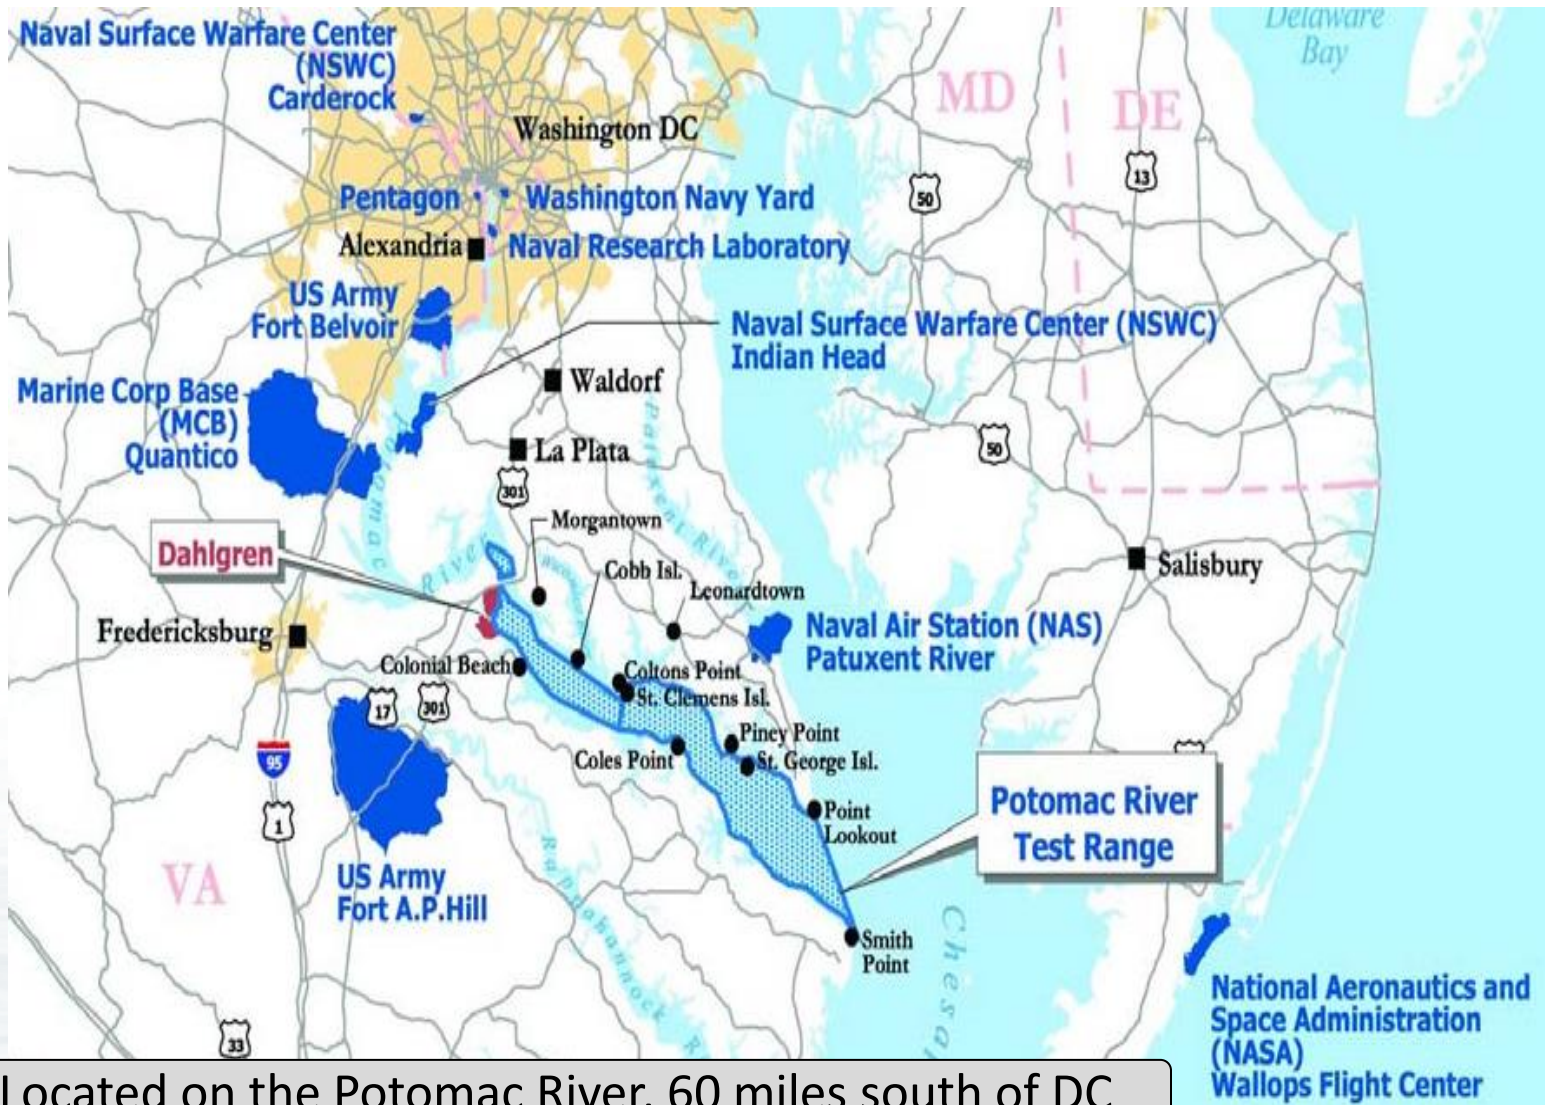 Delaware
Bay
Naval Surface Warfare Center
(NSWC)
Carderock
MD
DE
Washington DC
13
50
Pentagon
Washington Navy Yard
Alexandria
Naval Research Laboratory
US Army
Fort Belvoir
Naval Surface Warfare Center (NSWC)
Indian Head
Marine Corp Base
(MCB)
Quantico
Waldorf
La Plata
50
301
Potomac
River
Patuxent River
Morgantown
Dahlgren
Cobb Isl.
Leonardtown
Salisbury
Fredericksburg
Naval Air Station (NAS)
Patuxent River
Colonial Beach
Coltons Point
St. Clemens Isl.
17
301
Piney Point
Coles Point
St. George Isl.
95
1
Point
Lookout
Potomac River
Test Range
VA
US Army
Fort A.P.Hill
Rappahannock R
Smith
Point
Chesap
33
National Aeronautics and
Space Administration
(NASA)
Wallops Flight Center
Located on the Potomac River, 60 miles south of DC